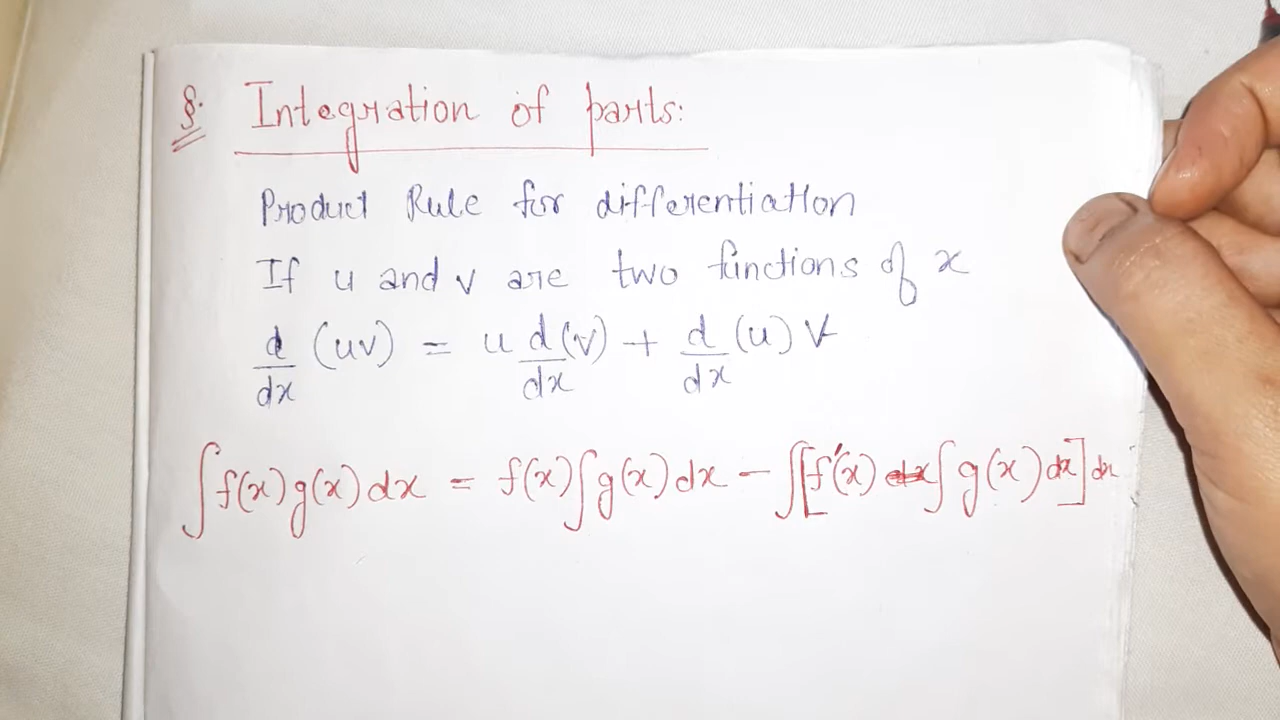 §. Integration of parts:
Product Rule for differentiation
If u and v are two functions of x
d/dx (uv) = u d/dx (v) + d/dx (u) v
∫f(x)g(x)dx = f(x)∫g(x)dx − ∫[f'(x) ∫g(x)dx]dx